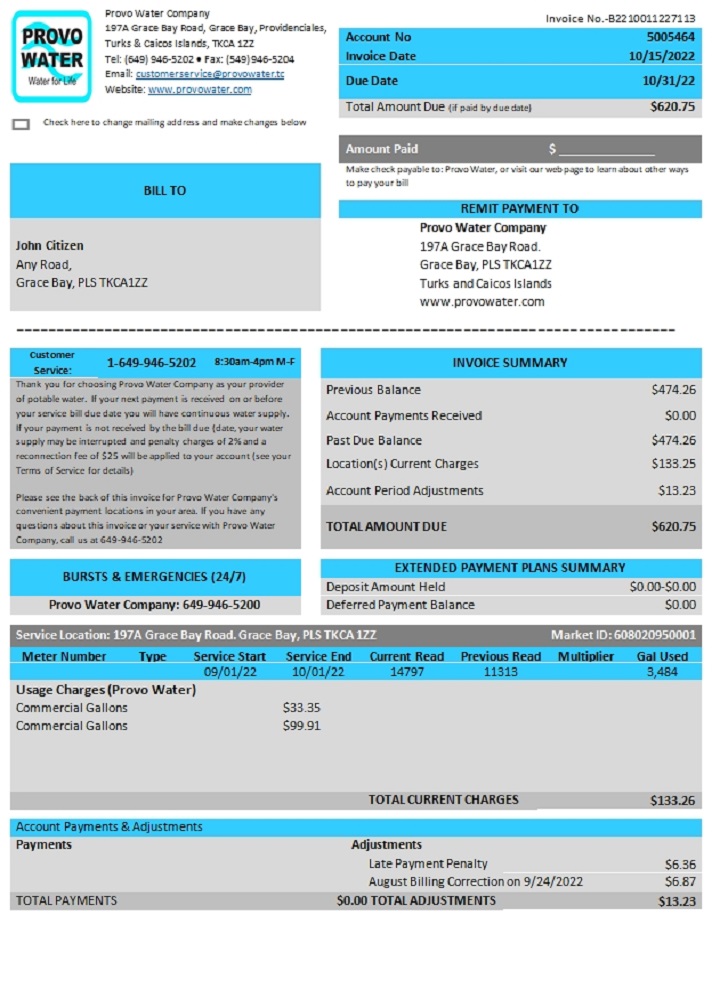 PROVO
WATER
Water for Life
Provo Water Company
197A Grace Bay Road, Grace Bay, Providenciales,
Turks & Caicos Islands, TKCA 1ZZ
Tel: (649) 946-5202 • Fax: (549)946-5204
Email: customerservice@provowater.tc
Website: www.provowater.com
Check here to change mailing address and make changes below
Invoice No.-B2210011227113
Account No 5005464
Invoice Date 10/15/2022
Due Date 10/31/22
Total Amount Due (if paid by due date) $620.75
Amount Paid $ ______________
Make check payable to: Provo Water, or visit our web page to learn about other ways
to pay your bill
BILL TO
John Citizen
Any Road,
Grace Bay, PLS TKCA1ZZ
REMIT PAYMENT TO
Provo Water Company
197A Grace Bay Road.
Grace Bay, PLS TKCA1ZZ
Turks and Caicos Islands
www.provowater.com
Customer
Service: 1-649-946-5202 8:30am-4pm M-F
Thank you for choosing Provo Water Company as your provider
of potable water. If your next payment is received on or before
your service bill due date you will have continuous water supply.
If your payment is not received by the bill due (date, your water
supply may be interrupted and penalty charges of 2% and a
reconnection fee of $25 will be applied to your account (see your
Terms of Service for details)
Please see the back of this invoice for Provo Water Company's
convenient payment locations in your area. If you have any
questions about this invoice or your service with Provo Water
Company, call us at 649-946-5202
INVOICE SUMMARY
Previous Balance $474.26
Account Payments Received $0.00
Past Due Balance $474.26
Location(s) Current Charges $133.25
Account Period Adjustments $13.23
TOTAL AMOUNT DUE $620.75
BURSTS & EMERGENCIES (24/7)
Provo Water Company: 649-946-5200
EXTENDED PAYMENT PLANS SUMMARY
Deposit Amount Held $0.00-$0.00
Deferred Payment Balance $0.00
Service Location: 197A Grace Bay Road. Grace Bay, PLS TKCA 1ZZ Market ID: 608020950001
Meter Number Type Service Start Service End Current Read Previous Read Multiplier Gal Used
09/01/22 10/01/22 14797 11313 3,484
Usage Charges (Provo Water)
Commercial Gallons $33.35
Commercial Gallons $99.91
TOTAL CURRENT CHARGES $133.26
Account Payments & Adjustments
Payments Adjustments
Late Payment Penalty $6.36
August Billing Correction on 9/24/2022 $6.87
TOTAL PAYMENTS $0.00 TOTAL ADJUSTMENTS $13.23